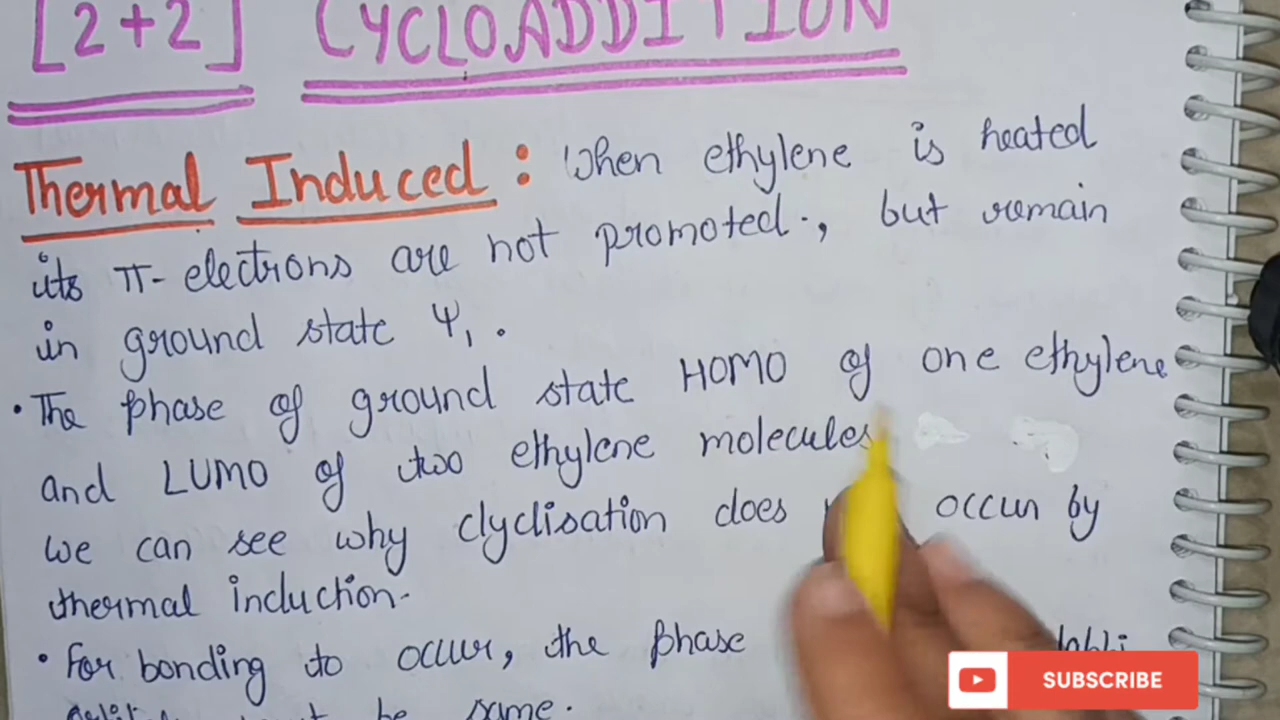 [2+2] CYCLOADDITION
Thermal Induced : When ethylene is heated
its π-electrons are not promoted., but remain
in ground state Ψ1.
• The phase of ground state HOMO of one ethylene
and LUMO of two ethylene molecules
we can see why clyclisation does occur by
thermal induction.
• For bonding to occur, the phase
be same.
SUBSCRIBE